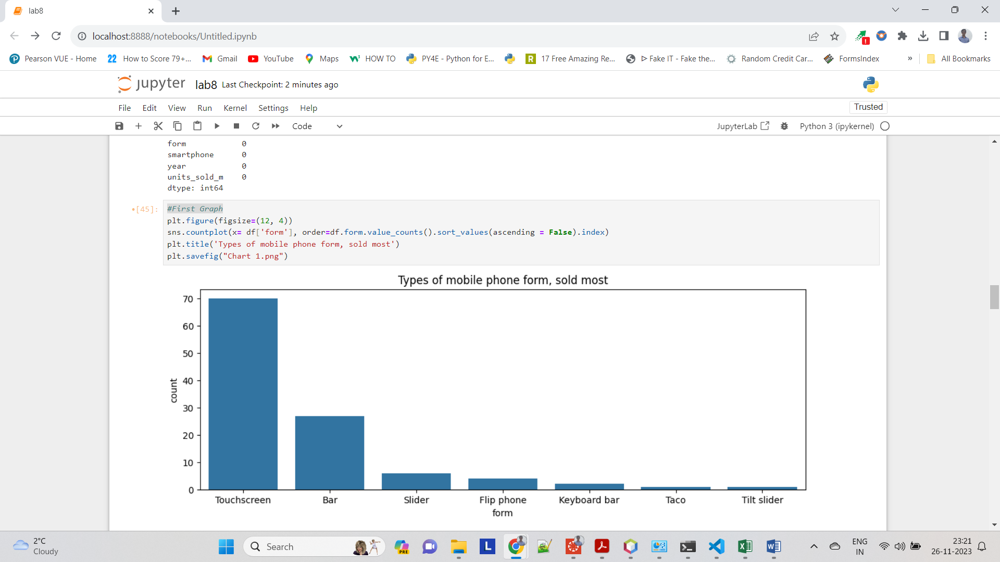 lab8
localhost:8888/notebooks/Untitled.ipynb
Pearson VUE - Home
22 How to Score 79+...
Gmail
YouTube
Maps
HOW TO
PY4E - Python for E...
R 17 Free Amazing Re...
Fake IT - Fake the...
Random Credit Car...
FormsIndex
»
All Bookmarks
jupyter lab8 Last Checkpoint: 2 minutes ago
File Edit View Run Kernel Settings Help
Trusted
Code
JupyterLab
Python 3 (ipykernel)
form 0
smartphone 0
year 0
units_sold_m 0
dtype: int64
•[45]:
#First Graph
plt.figure(figsize=(12, 4))
sns.countplot(x= df['form'], order=df.form.value_counts().sort_values(ascending = False).index)
plt.title('Types of mobile phone form, sold most')
plt.savefig("Chart 1.png")
Types of mobile phone form, sold most
70
60
50
40
30
20
10
0
count
Touchscreen Bar Slider Flip phone Keyboard bar Taco Tilt slider
form
2°C
Cloudy
Search
PRE
L
ENG
IN
23:21
26-11-2023